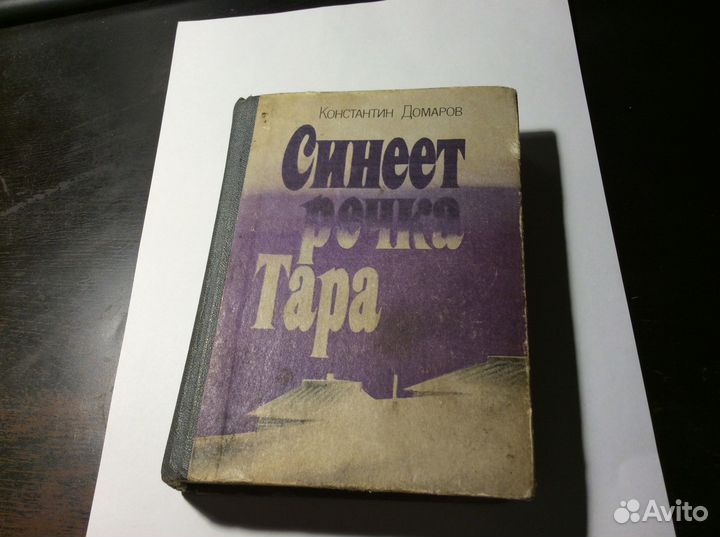 Константин Домаров
Синеет
речка
Тара
Avito